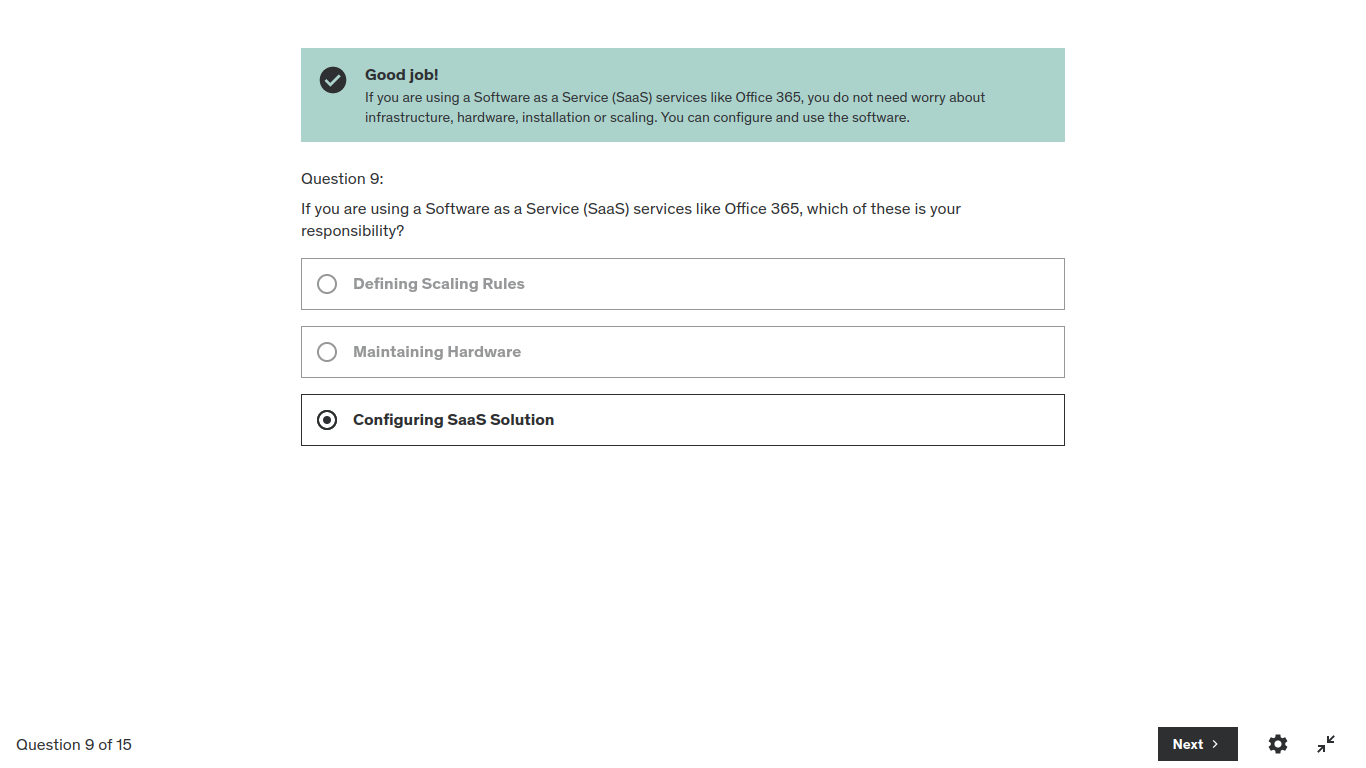 Good job!
If you are using a Software as a Service (SaaS) services like Office 365, you do not need worry about
infrastructure, hardware, installation or scaling. You can configure and use the software.
Question 9:
If you are using a Software as a Service (SaaS) services like Office 365, which of these is your
responsibility?
Defining Scaling Rules
Maintaining Hardware
Configuring SaaS Solution
Question 9 of 15
Next